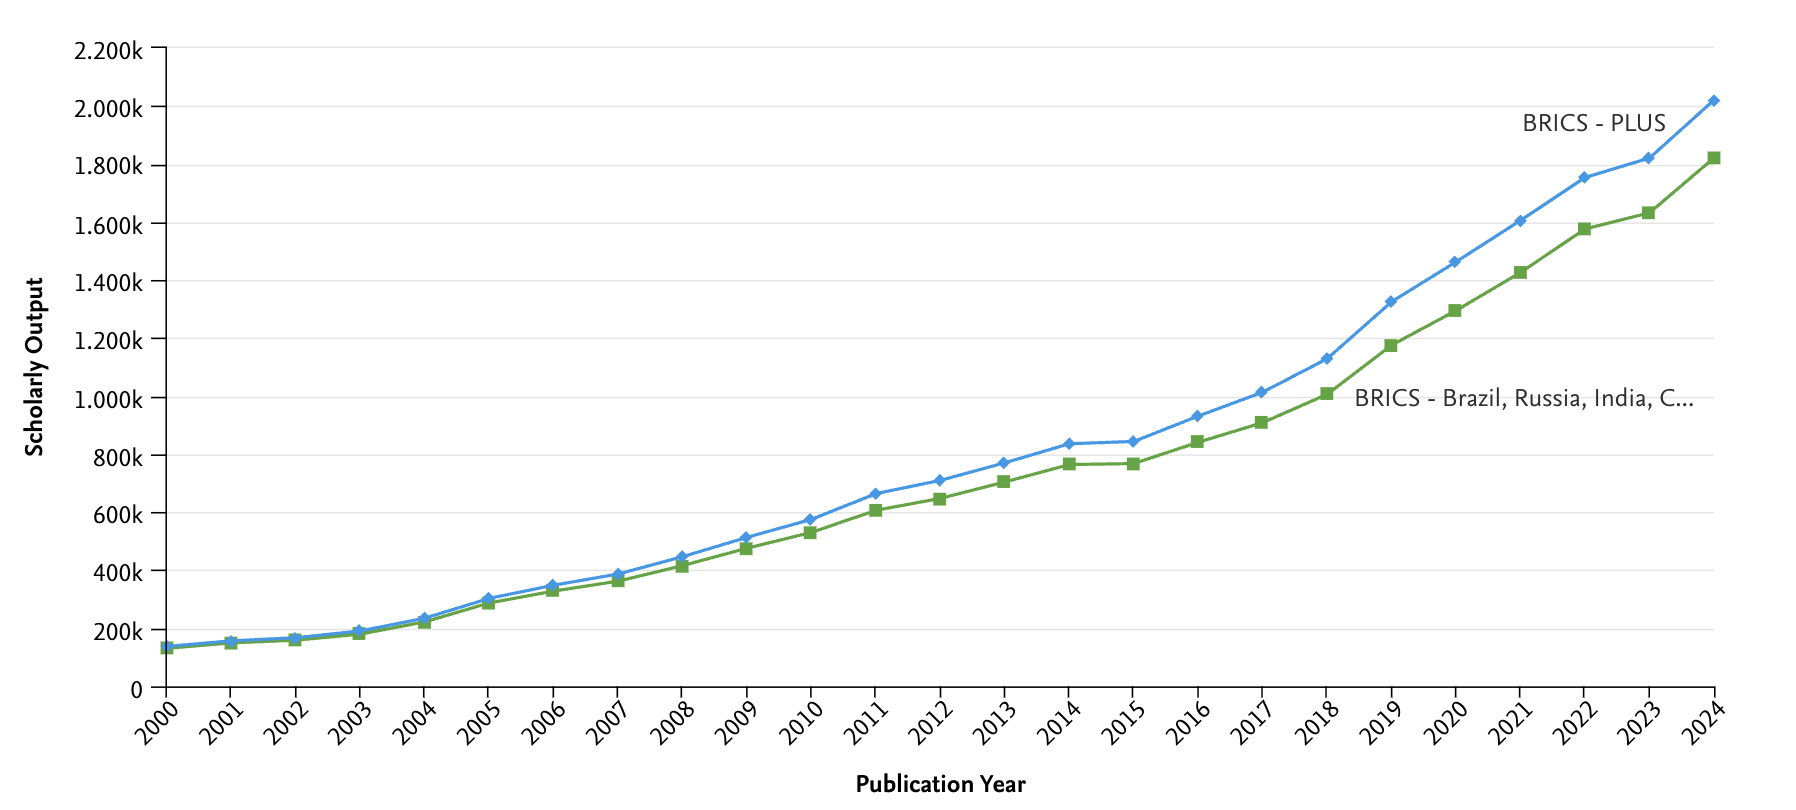 2.200k
2.000k
BRICS - PLUS
1.800k
1.600k
1.400k
1.200k
1.000k
BRICS - Brazil, Russia, India, C...
800k
600k
400k
200k
0
Scholarly Output
2000 2001 2002 2003 2004 2005 2006 2007 2008 2009 2010 2011 2012 2013 2014 2015 2016 2017 2018 2019 2020 2021 2022 2023 2024
Publication Year